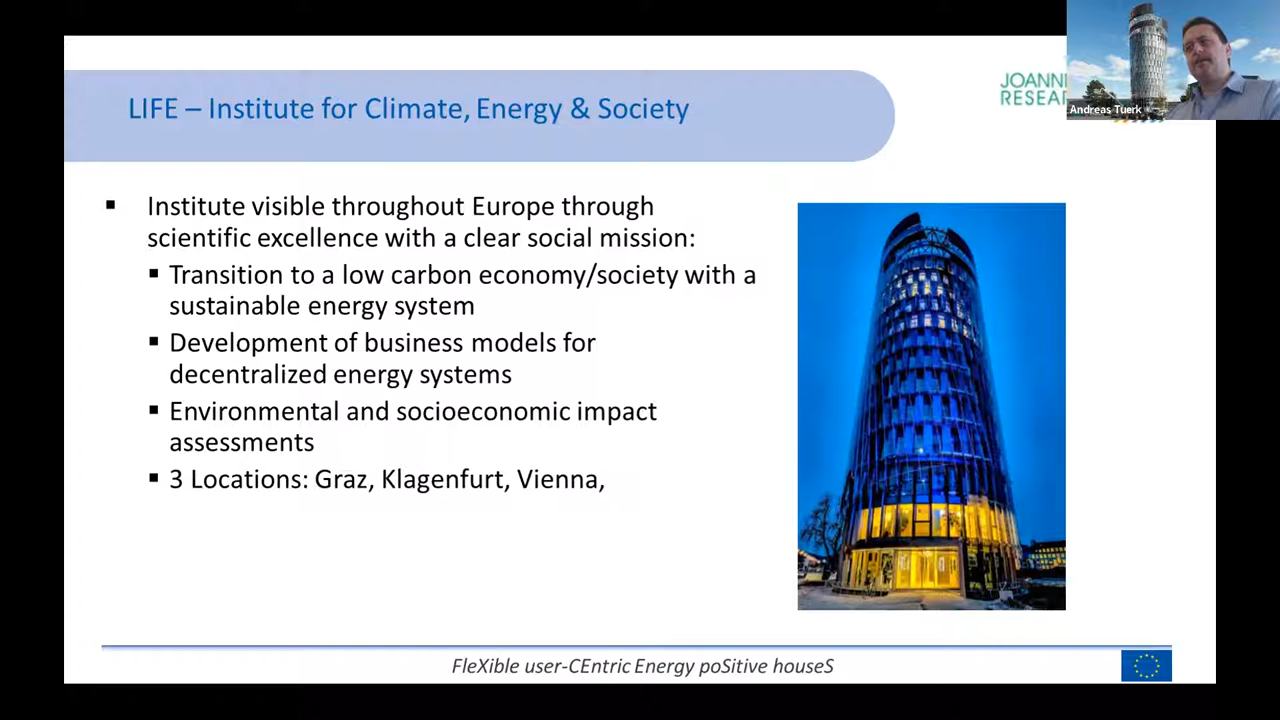 LIFE – Institute for Climate, Energy & Society
JOANNI
RESEAR
Andreas Tuerk
▪ Institute visible throughout Europe through
scientific excellence with a clear social mission:
▪ Transition to a low carbon economy/society with a
sustainable energy system
▪ Development of business models for
decentralized energy systems
▪ Environmental and socioeconomic impact
assessments
▪ 3 Locations: Graz, Klagenfurt, Vienna,
FleXible user-CEntric Energy poSitive houseS